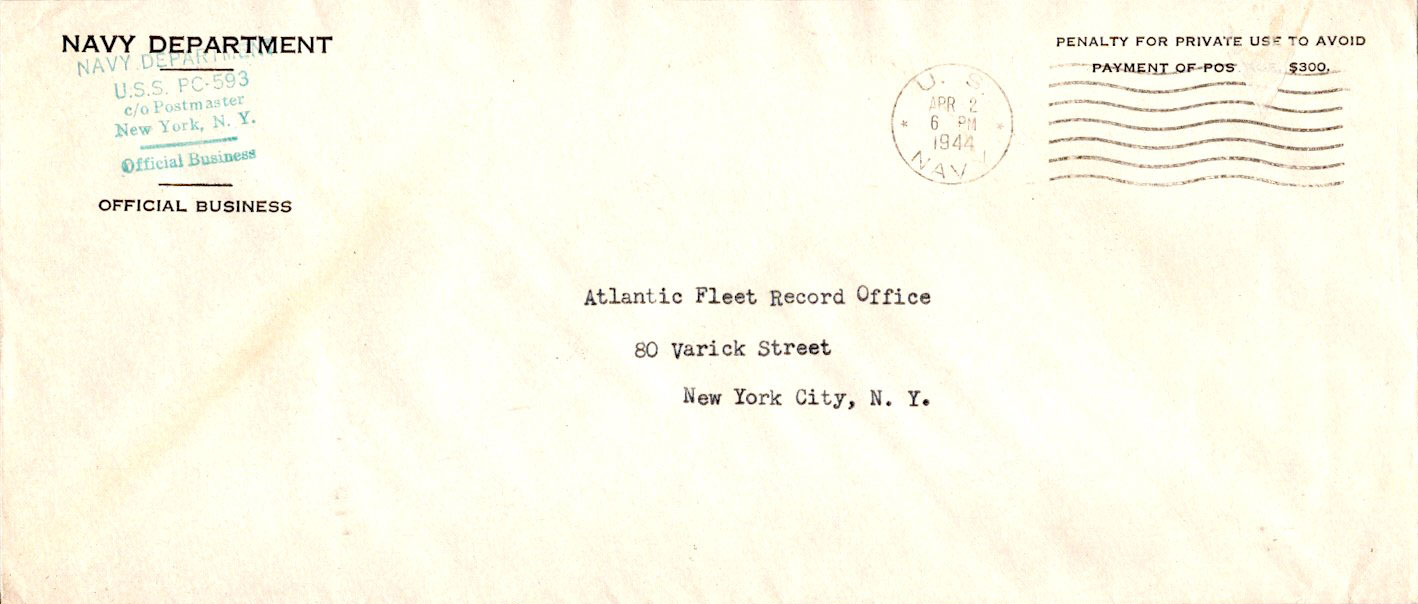 NAVY DEPARTMENT
NAVY DEPARTMENT
U.S.S. PC-593
c/o Postmaster
New York, N. Y.
Official Business
OFFICIAL BUSINESS
U. S.
APR 2
6 PM
1944
NAVY
PENALTY FOR PRIVATE USE TO AVOID
PAYMENT OF POS $300.
Atlantic Fleet Record Office
80 Varick Street
New York City, N. Y.